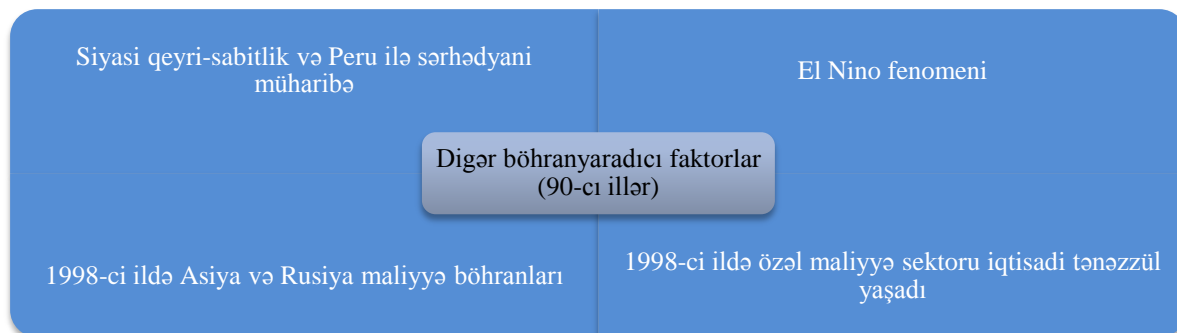 Siyasi qeyri-sabitlik və Peru ilə sərhədyani
müharibə
El Nino fenomeni
Digər böhranyaradıcı faktorlar
(90-cı illər)
1998-ci ildə Asiya və Rusiya maliyyə böhranları
1998-ci ildə özəl maliyyə sektoru iqtisadi tənəzzül
yaşadı